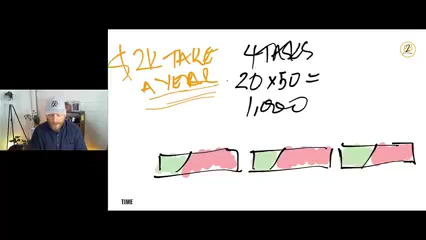 $2K TAKE
A YEAR
4 TASKS
20 x 50 =
1,000
TIME